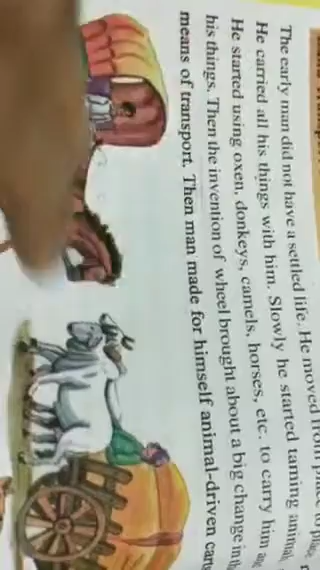 The early man did not have a settled life. He moved from place to place.
He carried all his things with him. Slowly he started taming animals
He started using oxen, donkeys, camels, horses, etc. to carry him and
his things. Then the invention of wheel brought about a big change in
means of transport. Then man made for himself animal-driven